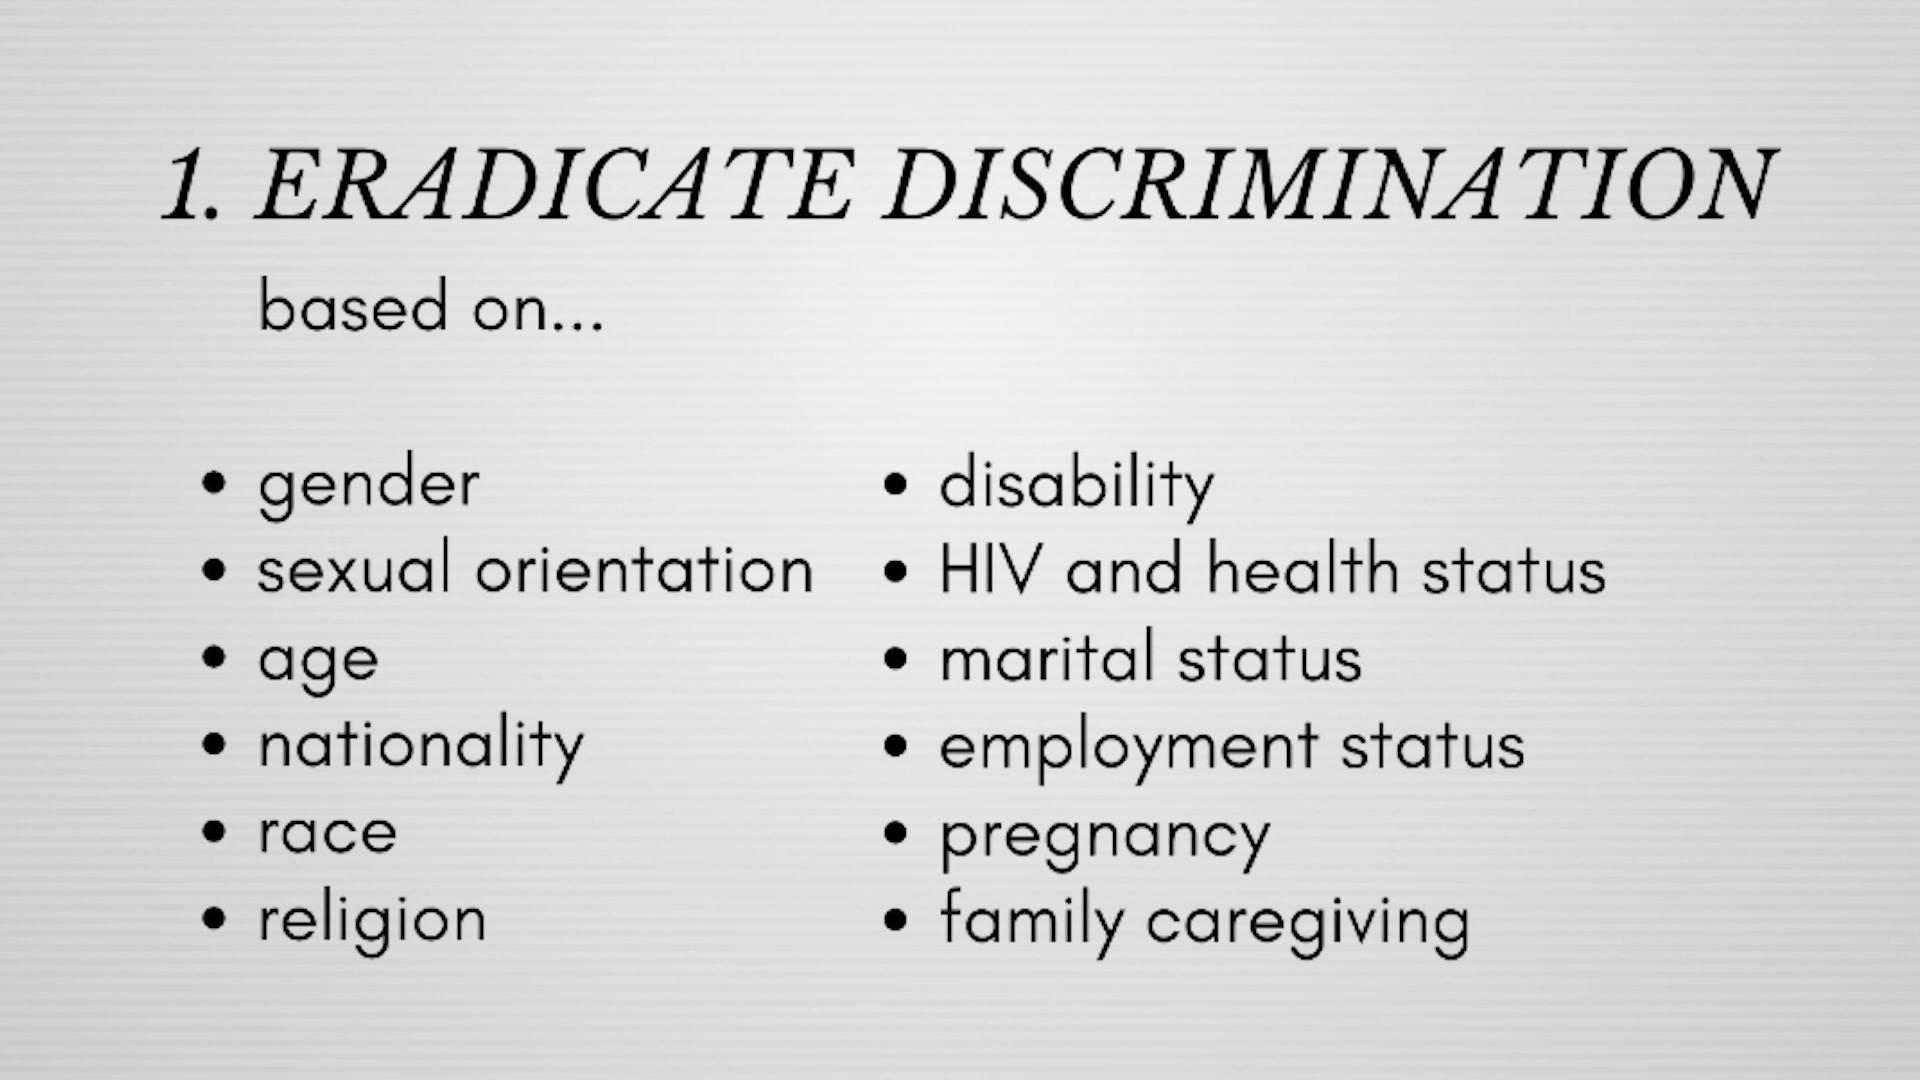 1. ERADICATE DISCRIMINATION
based on...
• gender
• sexual orientation
• age
• nationality
• race
• religion
• disability
• HIV and health status
• marital status
• employment status
• pregnancy
• family caregiving